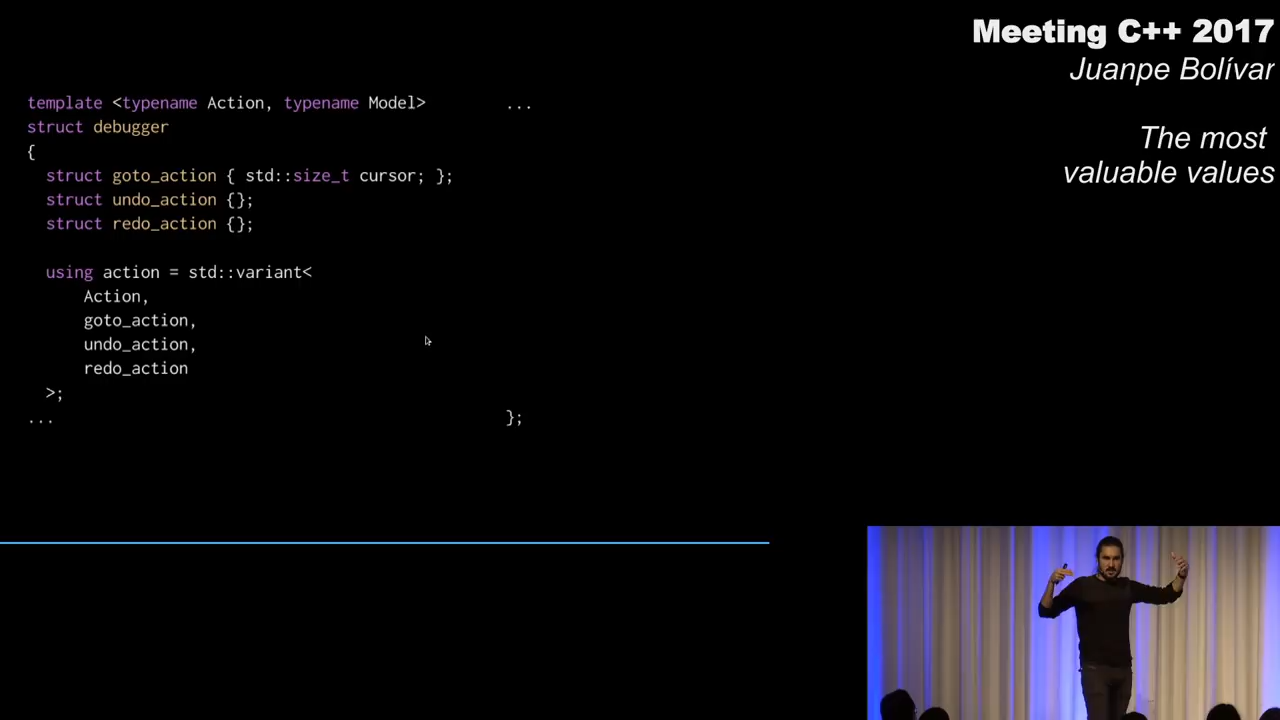 Meeting C++ 2017
Juanpe Bolívar
The most
valuable values
template <typename Action, typename Model>
struct debugger
{
  struct goto_action { std::size_t cursor; };
  struct undo_action {};
  struct redo_action {};
  using action = std::variant<
      Action,
      goto_action,
      undo_action,
      redo_action
  >;
...
...
};